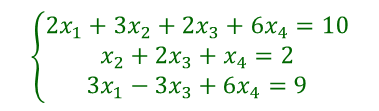 2x₁ + 3x₂ + 2x₃ + 6x₄ = 10
x₂ + 2x₃ + x₄ = 2
3x₁ − 3x₃ + 6x₄ = 9